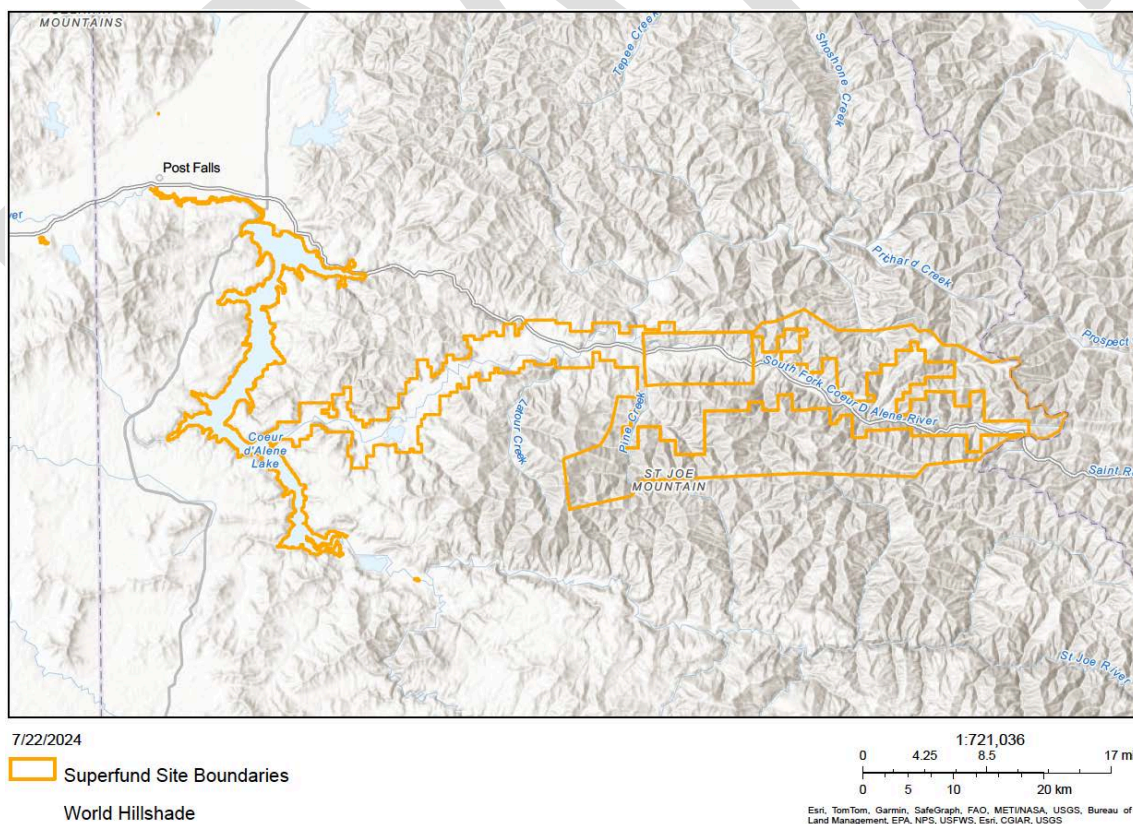 MOUNTAINS
Tepee Creek
Shoshone Creek
Post Falls
Prichard Creek
Prospect
South Fork Coeur D'Alene River
Latour Creek
Pine Creek
Coeur
d'Alene
Lake
ST JOE
MOUNTAIN
Saint R
St Joe River
7/22/2024
1:721,036
0 4.25 8.5 17 mi
0 5 10 20 km
Superfund Site Boundaries
World Hillshade
Esri, TomTom, Garmin, SafeGraph, FAO, METI/NASA, USGS, Bureau of
Land Management, EPA, NPS, USFWS, Esri, CGIAR, USGS